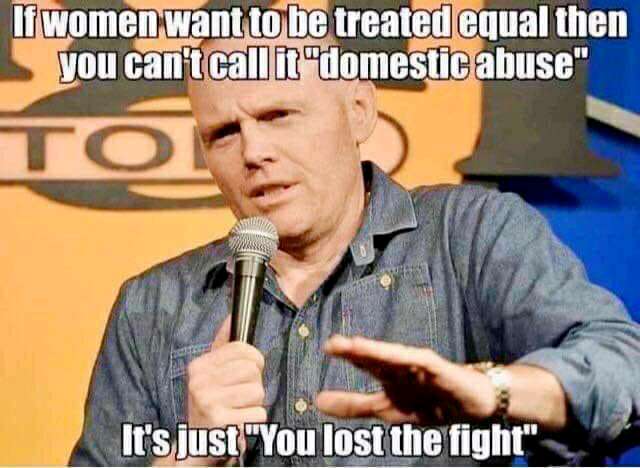 If women want to be treated equal then
you can't call it "domestic abuse"
TO
It's just "You lost the fight"